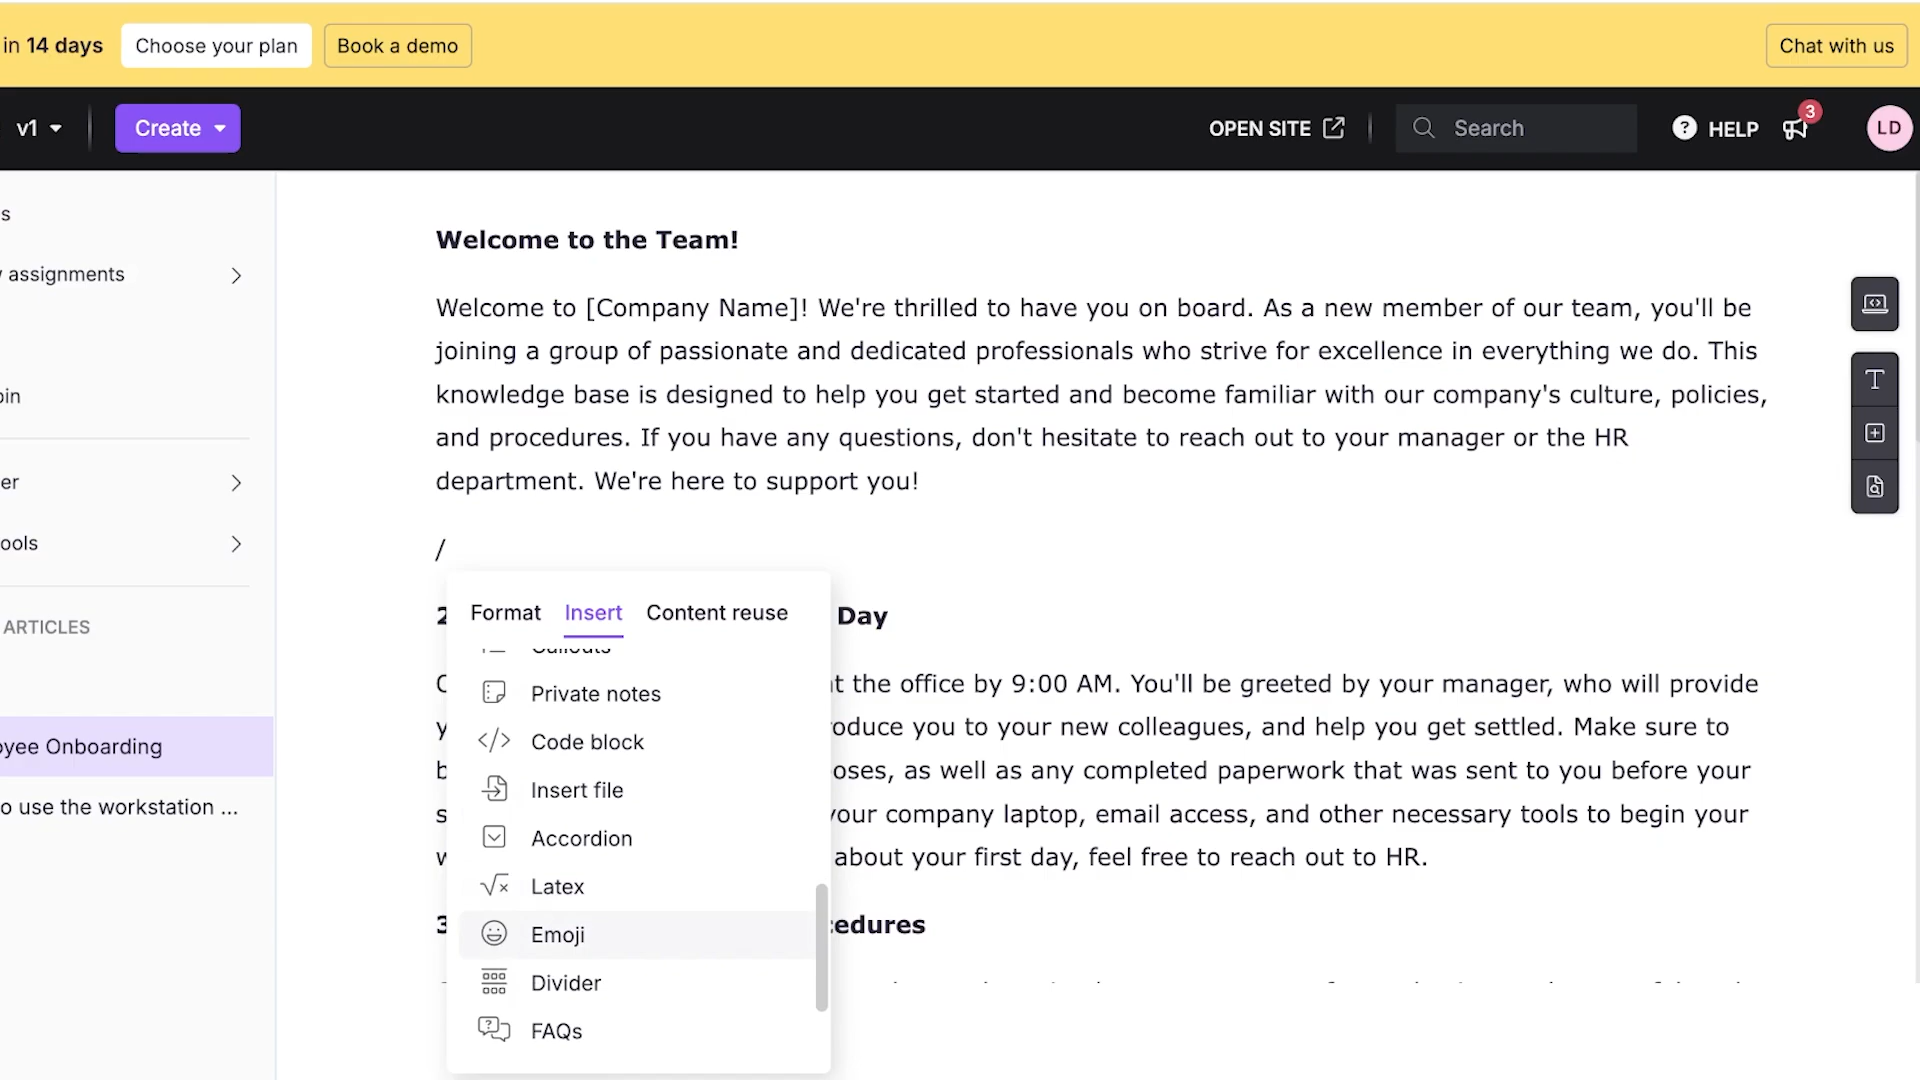 in 14 days
Choose your plan
Book a demo
Chat with us
v1
Create
OPEN SITE
Search
? HELP
3
LD
s
assignments
oin
er
ools
ARTICLES
yee Onboarding
o use the workstation ...
Welcome to the Team!
Welcome to [Company Name]! We're thrilled to have you on board. As a new member of our team, you'll be
joining a group of passionate and dedicated professionals who strive for excellence in everything we do. This
knowledge base is designed to help you get started and become familiar with our company's culture, policies,
and procedures. If you have any questions, don't hesitate to reach out to your manager or the HR
department. We're here to support you!
/
Day
at the office by 9:00 AM. You'll be greeted by your manager, who will provide
oduce you to your new colleagues, and help you get settled. Make sure to
oses, as well as any completed paperwork that was sent to you before your
your company laptop, email access, and other necessary tools to begin your
about your first day, feel free to reach out to HR.
cedures
Format
Insert
Content reuse
Callouts
Private notes
Code block
Insert file
Accordion
Latex
Emoji
Divider
FAQs